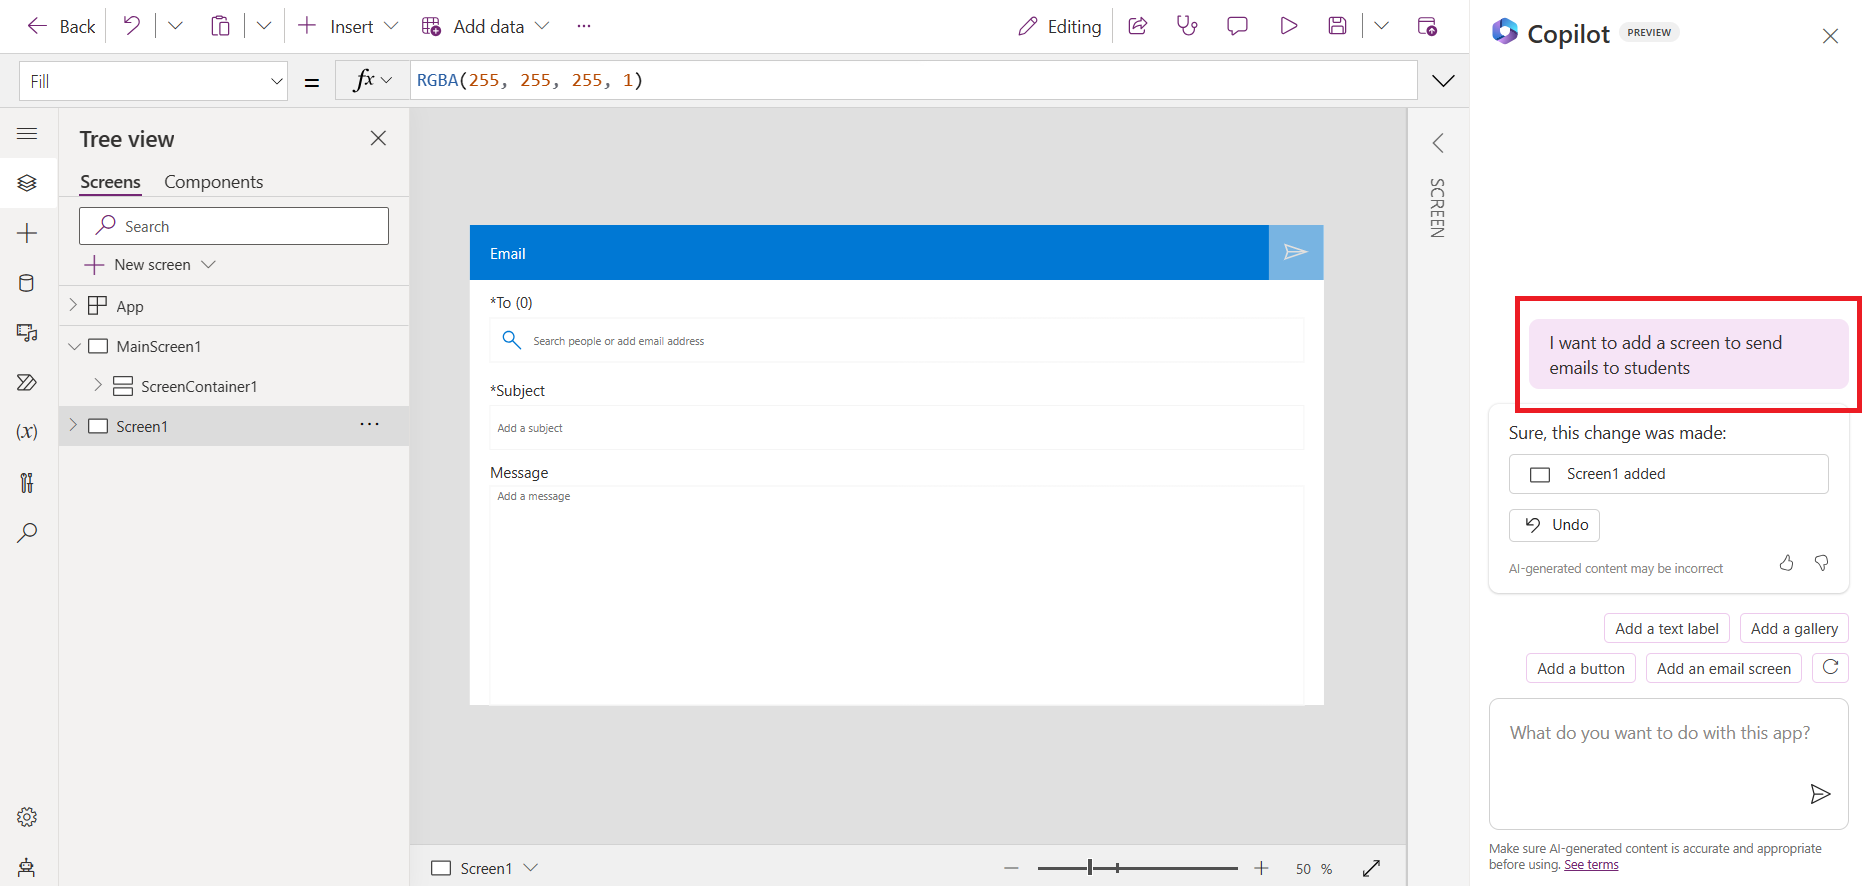 Back
Insert
Add data
Editing
Fill
=
fx
RGBA(255, 255, 255, 1)
Tree view
Screens
Components
Search
New screen
App
MainScreen1
ScreenContainer1
Screen1
(x)
Email
*To (0)
Search people or add email address
*Subject
Add a subject
Message
Add a message
Screen1
50 %
SCREEN
Copilot
PREVIEW
I want to add a screen to send
emails to students
Sure, this change was made:
Screen1 added
Undo
AI-generated content may be incorrect
Add a text label
Add a gallery
Add a button
Add an email screen
What do you want to do with this app?
Make sure AI-generated content is accurate and appropriate
before using. See terms